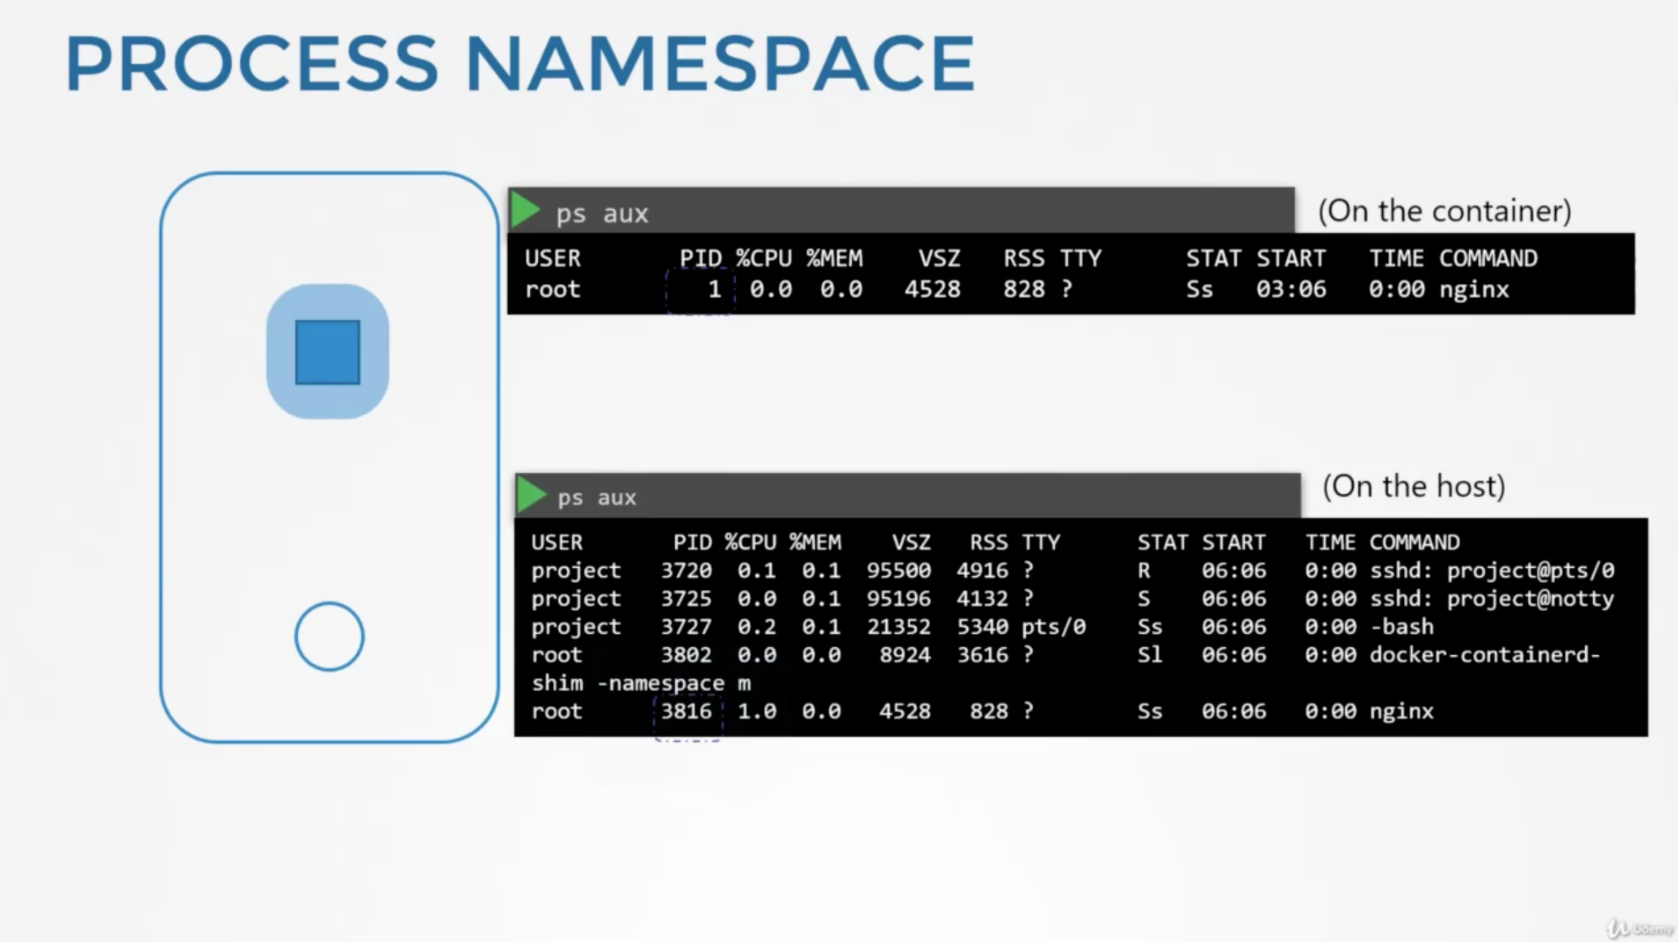 PROCESS NAMESPACE
ps aux
(On the container)
USER PID %CPU %MEM VSZ RSS TTY STAT START TIME COMMAND
root 1 0.0 0.0 4528 828 ? Ss 03:06 0:00 nginx
ps aux
(On the host)
USER PID %CPU %MEM VSZ RSS TTY STAT START TIME COMMAND
project 3720 0.1 0.1 95500 4916 ? R 06:06 0:00 sshd: project@pts/0
project 3725 0.0 0.1 95196 4132 ? S 06:06 0:00 sshd: project@notty
project 3727 0.2 0.1 21352 5340 pts/0 Ss 06:06 0:00 -bash
root 3802 0.0 0.0 8924 3616 ? Sl 06:06 0:00 docker-containerd-
shim -namespace m
root 3816 1.0 0.0 4528 828 ? Ss 06:06 0:00 nginx
Udemy